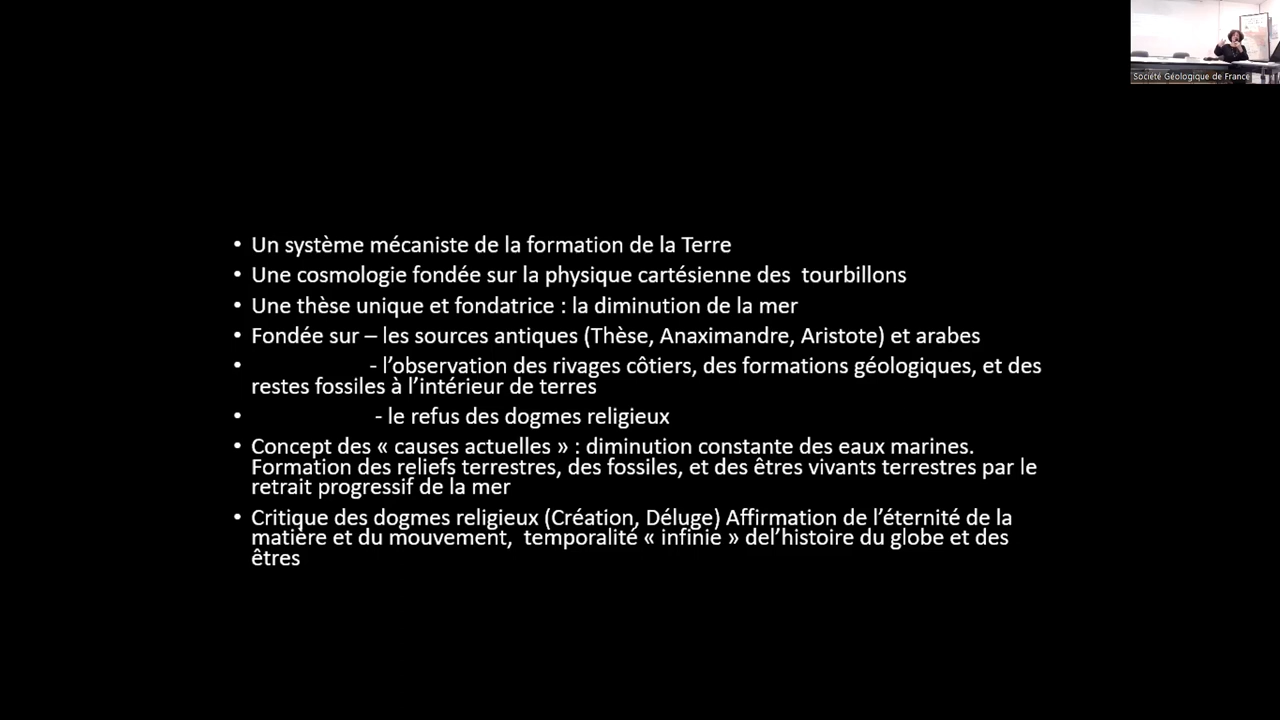 Société Géologique de France
• Un système mécaniste de la formation de la Terre
• Une cosmologie fondée sur la physique cartésienne des  tourbillons
• Une thèse unique et fondatrice : la diminution de la mer
• Fondée sur – les sources antiques (Thèse, Anaximandre, Aristote) et arabes
• - l’observation des rivages côtiers, des formations géologiques, et des
restes fossiles à l’intérieur de terres
• - le refus des dogmes religieux
• Concept des « causes actuelles » : diminution constante des eaux marines.
Formation des reliefs terrestres, des fossiles, et des êtres vivants terrestres par le
retrait progressif de la mer
• Critique des dogmes religieux (Création, Déluge) Affirmation de l’éternité de la
matière et du mouvement,  temporalité « infinie » del’histoire du globe et des
êtres